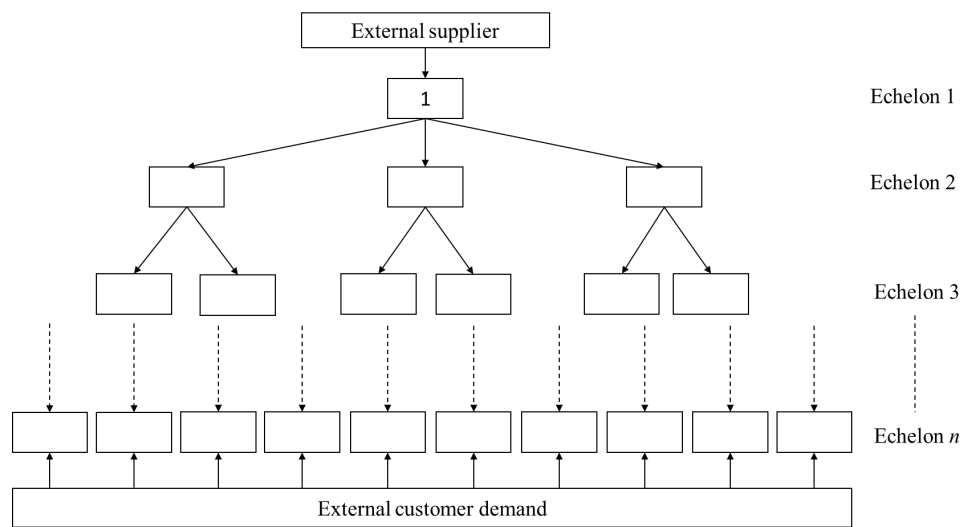 External supplier
1
Echelon 1
Echelon 2
Echelon 3
Echelon n
External customer demand